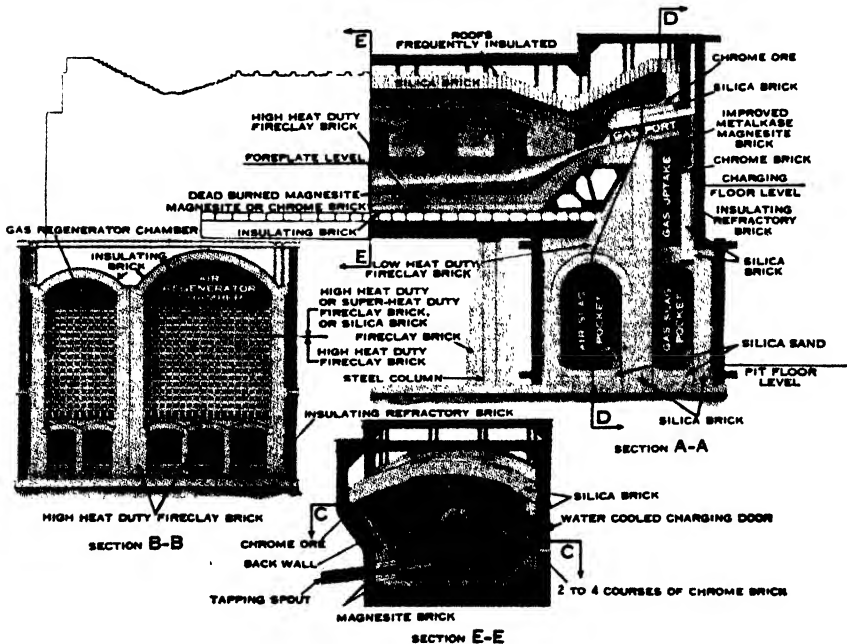 E
D
ROOFS
FREQUENTLY INSULATED
CHROME ORE
SILICA BRICK
SILICA BRICK
HIGH HEAT DUTY
FIRECLAY BRICK
GAS PORT
IMPROVED
METALKASE
MAGNESITE
BRICK
FOREPLATE LEVEL
CHROME BRICK
CHARGING
FLOOR LEVEL
DEAD BURNED MAGNESITE
MAGNESITE OR CHROME BRICK
GAS UPTAKE
INSULATING
REFRACTORY
BRICK
GAS REGENERATOR CHAMBER
INSULATING BRICK
INSULATING
BRICK
E
LOW HEAT DUTY
FIRECLAY BRICK
SILICA
BRICK
AIR
REGENERATOR
CHAMBER
HIGH HEAT DUTY
OR SUPER-HEAT DUTY
FIRECLAY BRICK,
OR SILICA BRICK
FIRECLAY BRICK
HIGH HEAT DUTY
FIRECLAY BRICK
AIR SLAG
POCKET
GAS SLAG
POCKET
SILICA SAND
PIT FLOOR
LEVEL
STEEL COLUMN
D
SILICA BRICK
SECTION A-A
INSULATING REFRACTORY BRICK
HIGH HEAT DUTY FIRECLAY BRICK
SECTION B-B
C
SILICA BRICK
WATER COOLED CHARGING DOOR
CHROME ORE
C
BACK WALL
TAPPING SPOUT
2 TO 4 COURSES OF CHROME BRICK
MAGNESITE BRICK
SECTION E-E